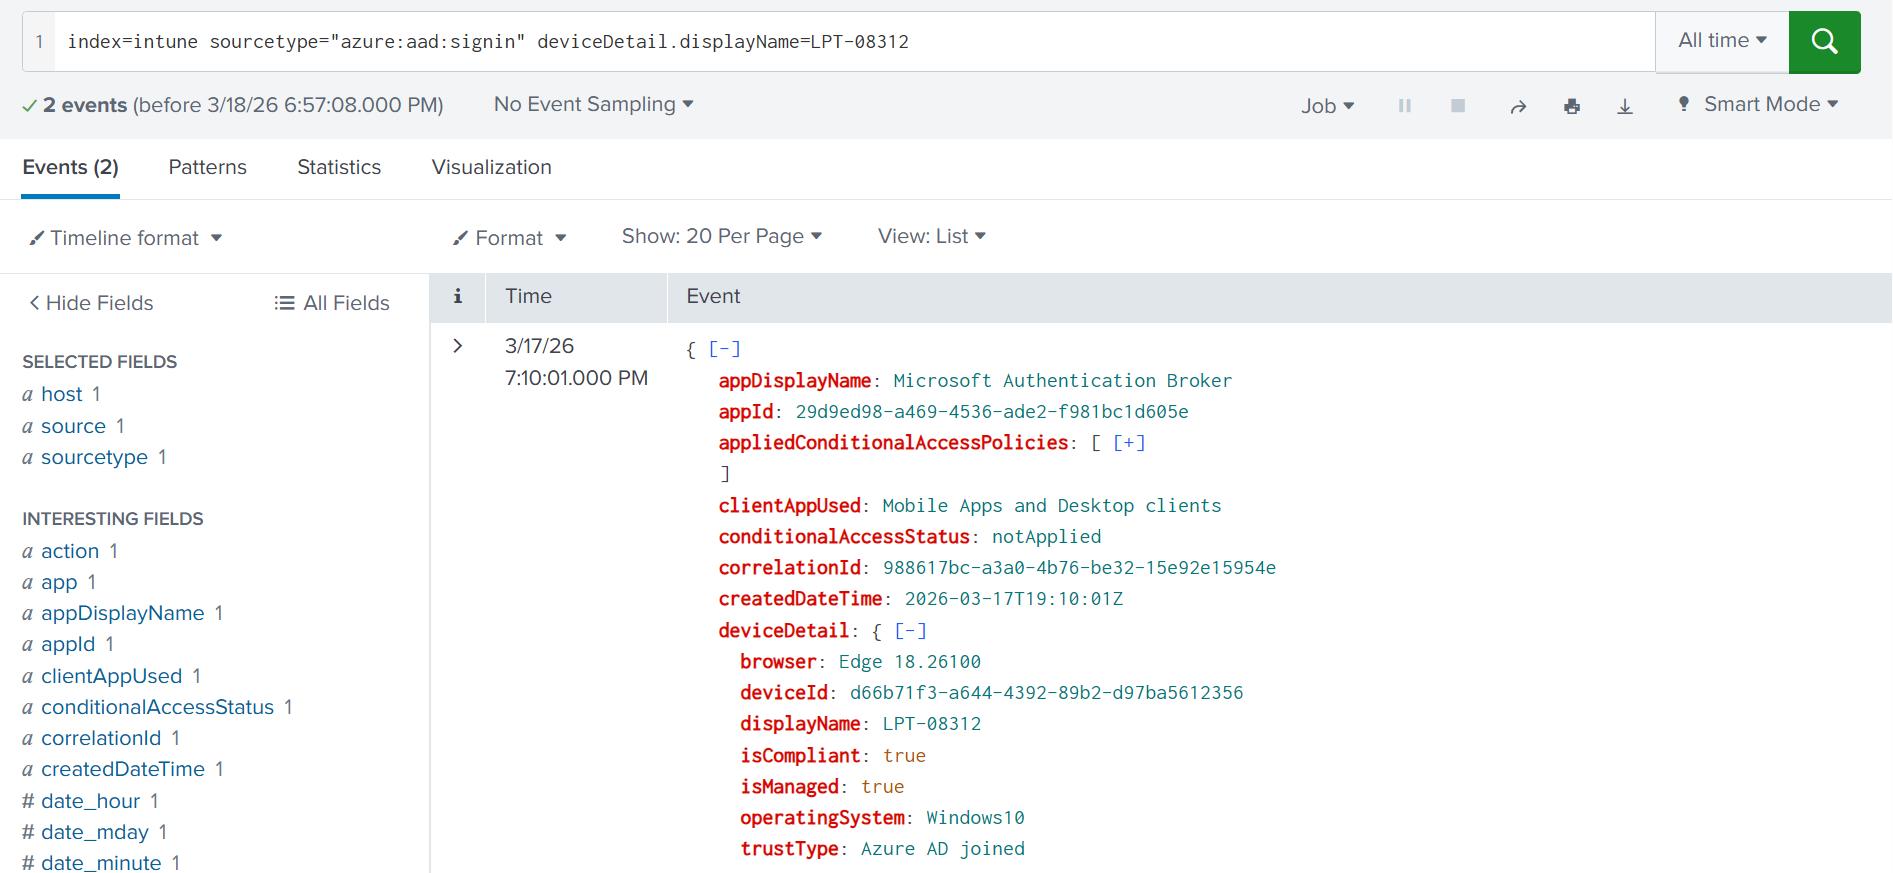 1 index=intune sourcetype="azure:aad:signin" deviceDetail.displayName=LPT-08312
All time
2 events (before 3/18/26 6:57:08.000 PM)
No Event Sampling
Job
Smart Mode
Events (2)
Patterns
Statistics
Visualization
Timeline format
Format
Show: 20 Per Page
View: List
Hide Fields
All Fields
SELECTED FIELDS
a host 1
a source 1
a sourcetype 1
INTERESTING FIELDS
a action 1
a app 1
a appDisplayName 1
a appId 1
a clientAppUsed 1
a conditionalAccessStatus 1
a correlationId 1
a createdDateTime 1
# date_hour 1
# date_mday 1
# date_minute 1
i
Time
Event
3/17/26
7:10:01.000 PM
{ [-]
appDisplayName: Microsoft Authentication Broker
appId: 29d9ed98-a469-4536-ade2-f981bc1d605e
appliedConditionalAccessPolicies: [ [+]
]
clientAppUsed: Mobile Apps and Desktop clients
conditionalAccessStatus: notApplied
correlationId: 988617bc-a3a0-4b76-be32-15e92e15954e
createdDateTime: 2026-03-17T19:10:01Z
deviceDetail: { [-]
browser: Edge 18.26100
deviceId: d66b71f3-a644-4392-89b2-d97ba5612356
displayName: LPT-08312
isCompliant: true
isManaged: true
operatingSystem: Windows10
trustType: Azure AD joined